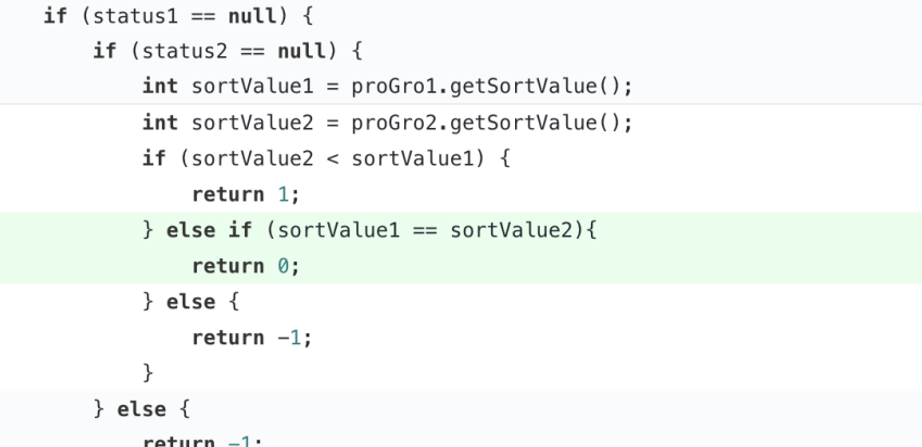 if (status1 == null) {
if (status2 == null) {
int sortValue1 = proGro1.getSortValue();
int sortValue2 = proGro2.getSortValue();
if (sortValue2 < sortValue1) {
return 1;
} else if (sortValue1 == sortValue2){
return 0;
} else {
return -1;
}
} else {
return -1;